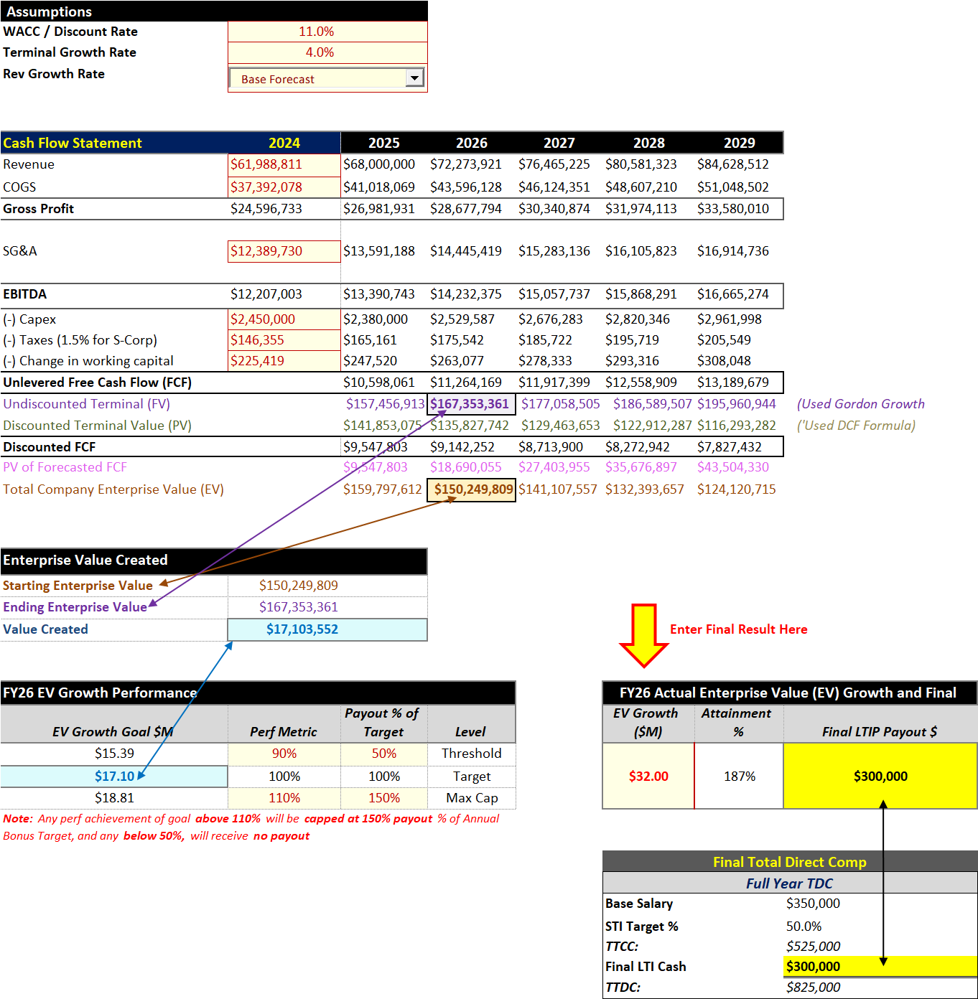 Assumptions
WACC / Discount Rate 11.0%
Terminal Growth Rate 4.0%
Rev Growth Rate Base Forecast
Cash Flow Statement 2024 2025 2026 2027 2028 2029
Revenue $61,988,811 $68,000,000 $72,273,921 $76,465,225 $80,581,323 $84,628,512
COGS $37,392,078 $41,018,069 $43,596,128 $46,124,351 $48,607,210 $51,048,502
Gross Profit $24,596,733 $26,981,931 $28,677,794 $30,340,874 $31,974,113 $33,580,010
SG&A $12,389,730 $13,591,188 $14,445,419 $15,283,136 $16,105,823 $16,914,736
EBITDA $12,207,003 $13,390,743 $14,232,375 $15,057,737 $15,868,291 $16,665,274
(-) Capex $2,450,000 $2,380,000 $2,529,587 $2,676,283 $2,820,346 $2,961,998
(-) Taxes (1.5% for S-Corp) $146,355 $165,161 $175,542 $185,722 $195,719 $205,549
(-) Change in working capital $225,419 $247,520 $263,077 $278,333 $293,316 $308,048
Unlevered Free Cash Flow (FCF) $10,598,061 $11,264,169 $11,917,399 $12,558,909 $13,189,679
Undiscounted Terminal (FV) $157,456,913 $167,353,361 $177,058,505 $186,589,507 $195,960,944 (Used Gordon Growth
Discounted Terminal Value (PV) $141,853,075 $135,827,742 $129,463,653 $122,912,287 $116,293,282 ('Used DCF Formula)
Discounted FCF $9,547,803 $9,142,252 $8,713,900 $8,272,942 $7,827,432
PV of Forecasted FCF $9,547,803 $18,690,055 $27,403,955 $35,676,897 $43,504,330
Total Company Enterprise Value (EV) $159,797,612 $150,249,809 $141,107,557 $132,393,657 $124,120,715
Enterprise Value Created
Starting Enterprise Value $150,249,809
Ending Enterprise Value $167,353,361
Value Created $17,103,552
Enter Final Result Here
FY26 EV Growth Performance
EV Growth Goal $M Perf Metric Payout % of Target Level
$15.39 90% 50% Threshold
$17.10 100% 100% Target
$18.81 110% 150% Max Cap
Note: Any perf achievement of goal above 110% will be capped at 150% payout % of Annual
Bonus Target, and any below 50%, will receive no payout
FY26 Actual Enterprise Value (EV) Growth and Final
EV Growth ($M) Attainment % Final LTIP Payout $
$32.00 187% $300,000
Final Total Direct Comp
Full Year TDC
Base Salary $350,000
STI Target % 50.0%
TTCC: $525,000
Final LTI Cash $300,000
TTDC: $825,000